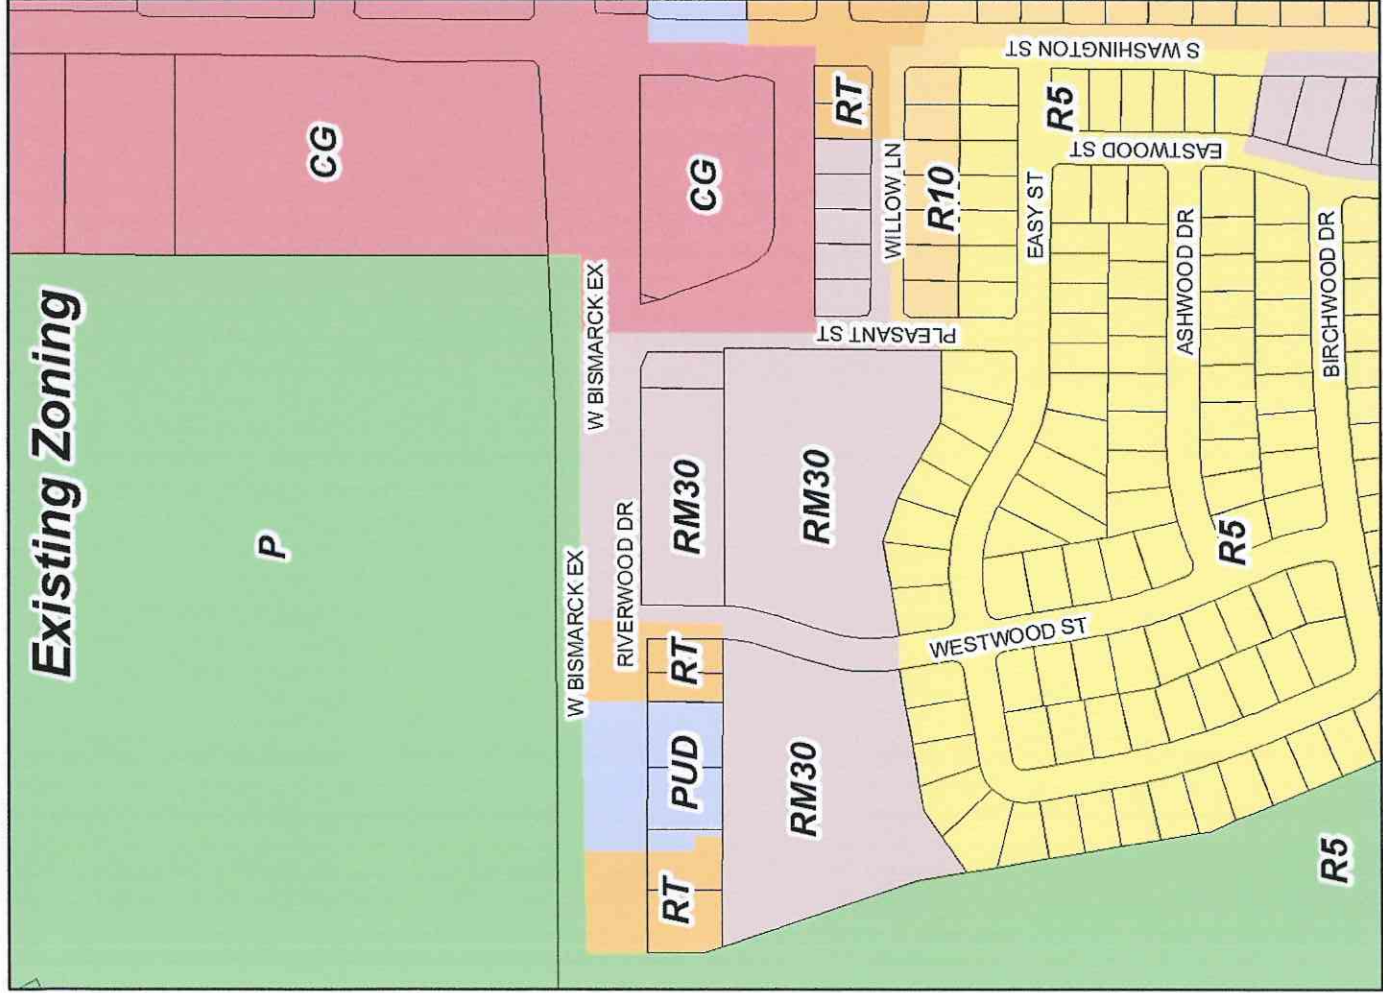 Existing Zoning
P
CG
W BISMARCK EX
W BISMARCK EX
RIVERWOOD DR
RT
PUD
RT
RM30
CG
RM30
RM30
RT
PLEASANT ST
WILLOW LN
R10
WESTWOOD ST
EASY ST
R5
S WASHINGTON ST
EASTWOOD ST
ASHWOOD DR
R5
BIRCHWOOD DR
R5